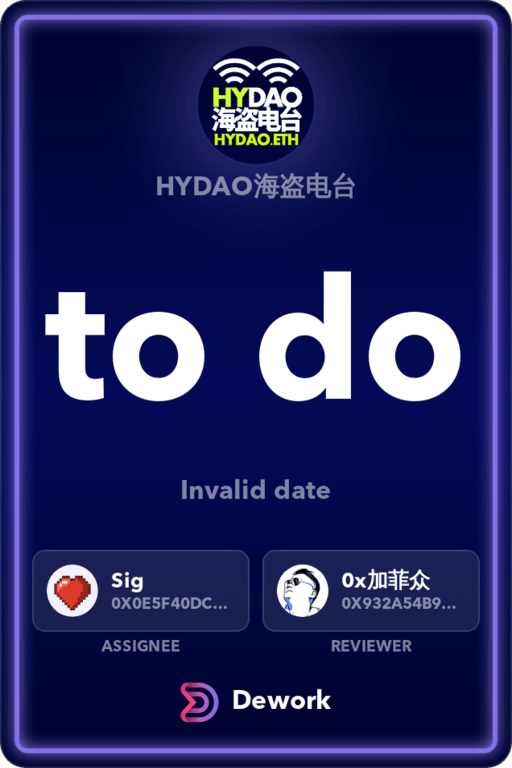 HYDAO
海盗电台
HYDAO.ETH
HYDAO海盗电台
to do
Invalid date
Sig
0X0E5F40DC...
0x加菲众
0X932A54B9...
ASSIGNEE
REVIEWER
Dework